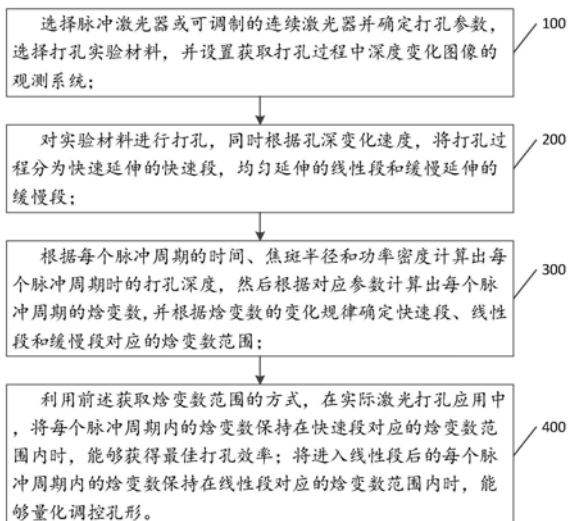 选择脉冲激光器或可调制的连续激光器并确定打孔参数，
选择打孔实验材料，并设置获取打孔过程中深度变化图像的
观测系统；
100
对实验材料进行打孔，同时根据孔深变化速度，将打孔过
程分为快速延伸的快速段，均匀延伸的线性段和缓慢延伸的
缓慢段；
200
根据每个脉冲周期的时间、焦斑半径和功率密度计算出每
个脉冲周期时的打孔深度，然后根据对应参数计算出每个脉
冲周期的焓变数，并根据焓变数的变化规律确定快速段、线性
段和缓慢段对应的焓变数范围；
300
利用前述获取焓变数范围的方式，在实际激光打孔应用中
，将每个脉冲周期内的焓变数保持在快速段对应的焓变数范
围内时，能够获得最佳打孔效率；将进入线性段后的每个脉
冲周期内的焓变数保持在线性段对应的焓变数范围内时，能
够量化调控孔形。
400